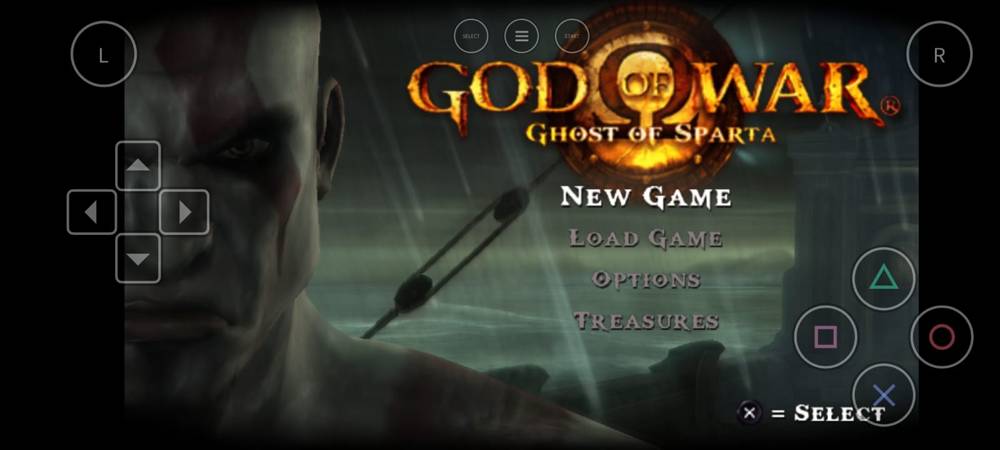 SELECT
START
L
R
GOD OF WAR®
GHOST OF SPARTA
NEW GAME
LOAD GAME
OPTIONS
TREASURES
= SELECT